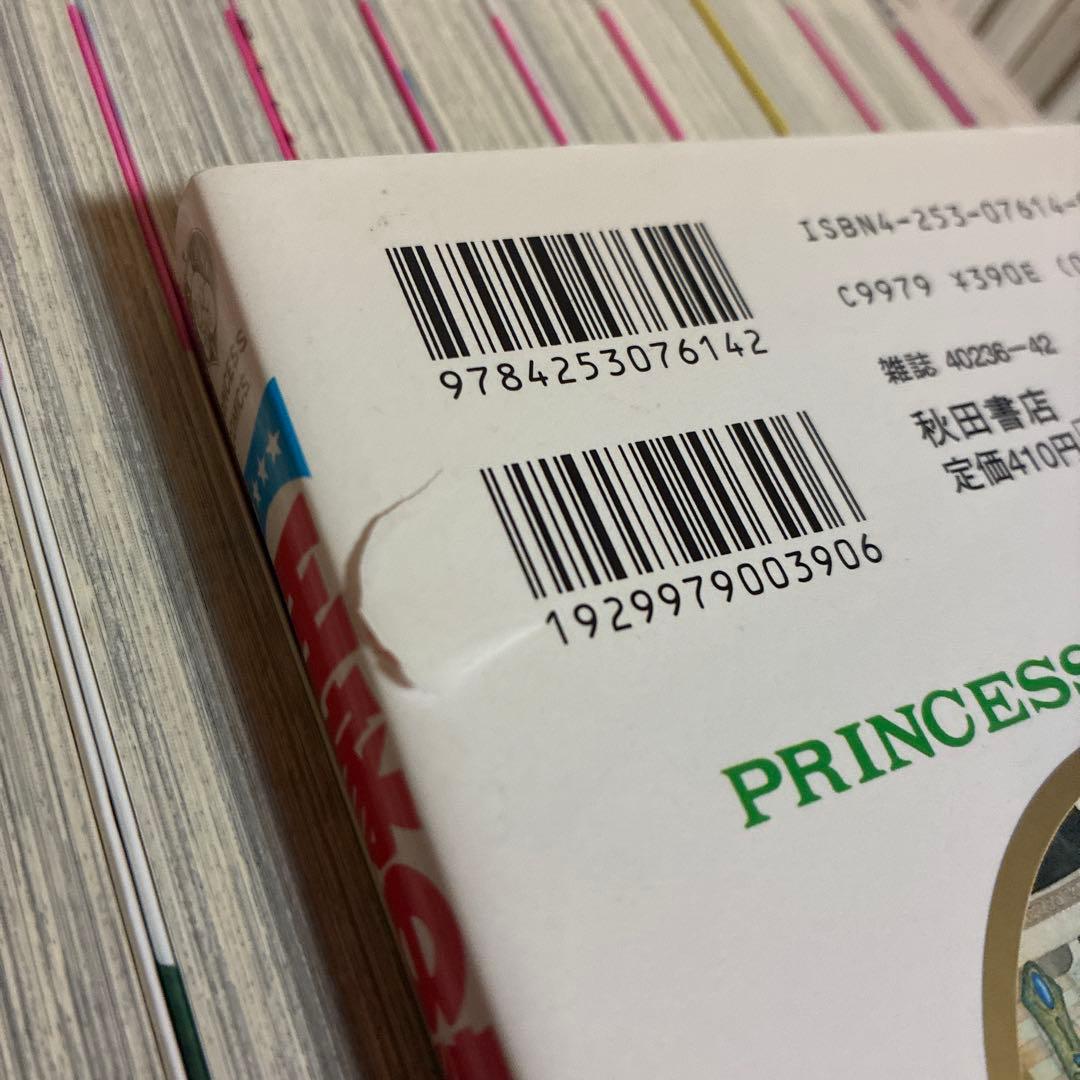 ISBN4-253-07614-
9784253076142
C9979 ¥390E (0
雑誌 40236-42
秋田書店
定価410円
1929979003906
PRINCESS